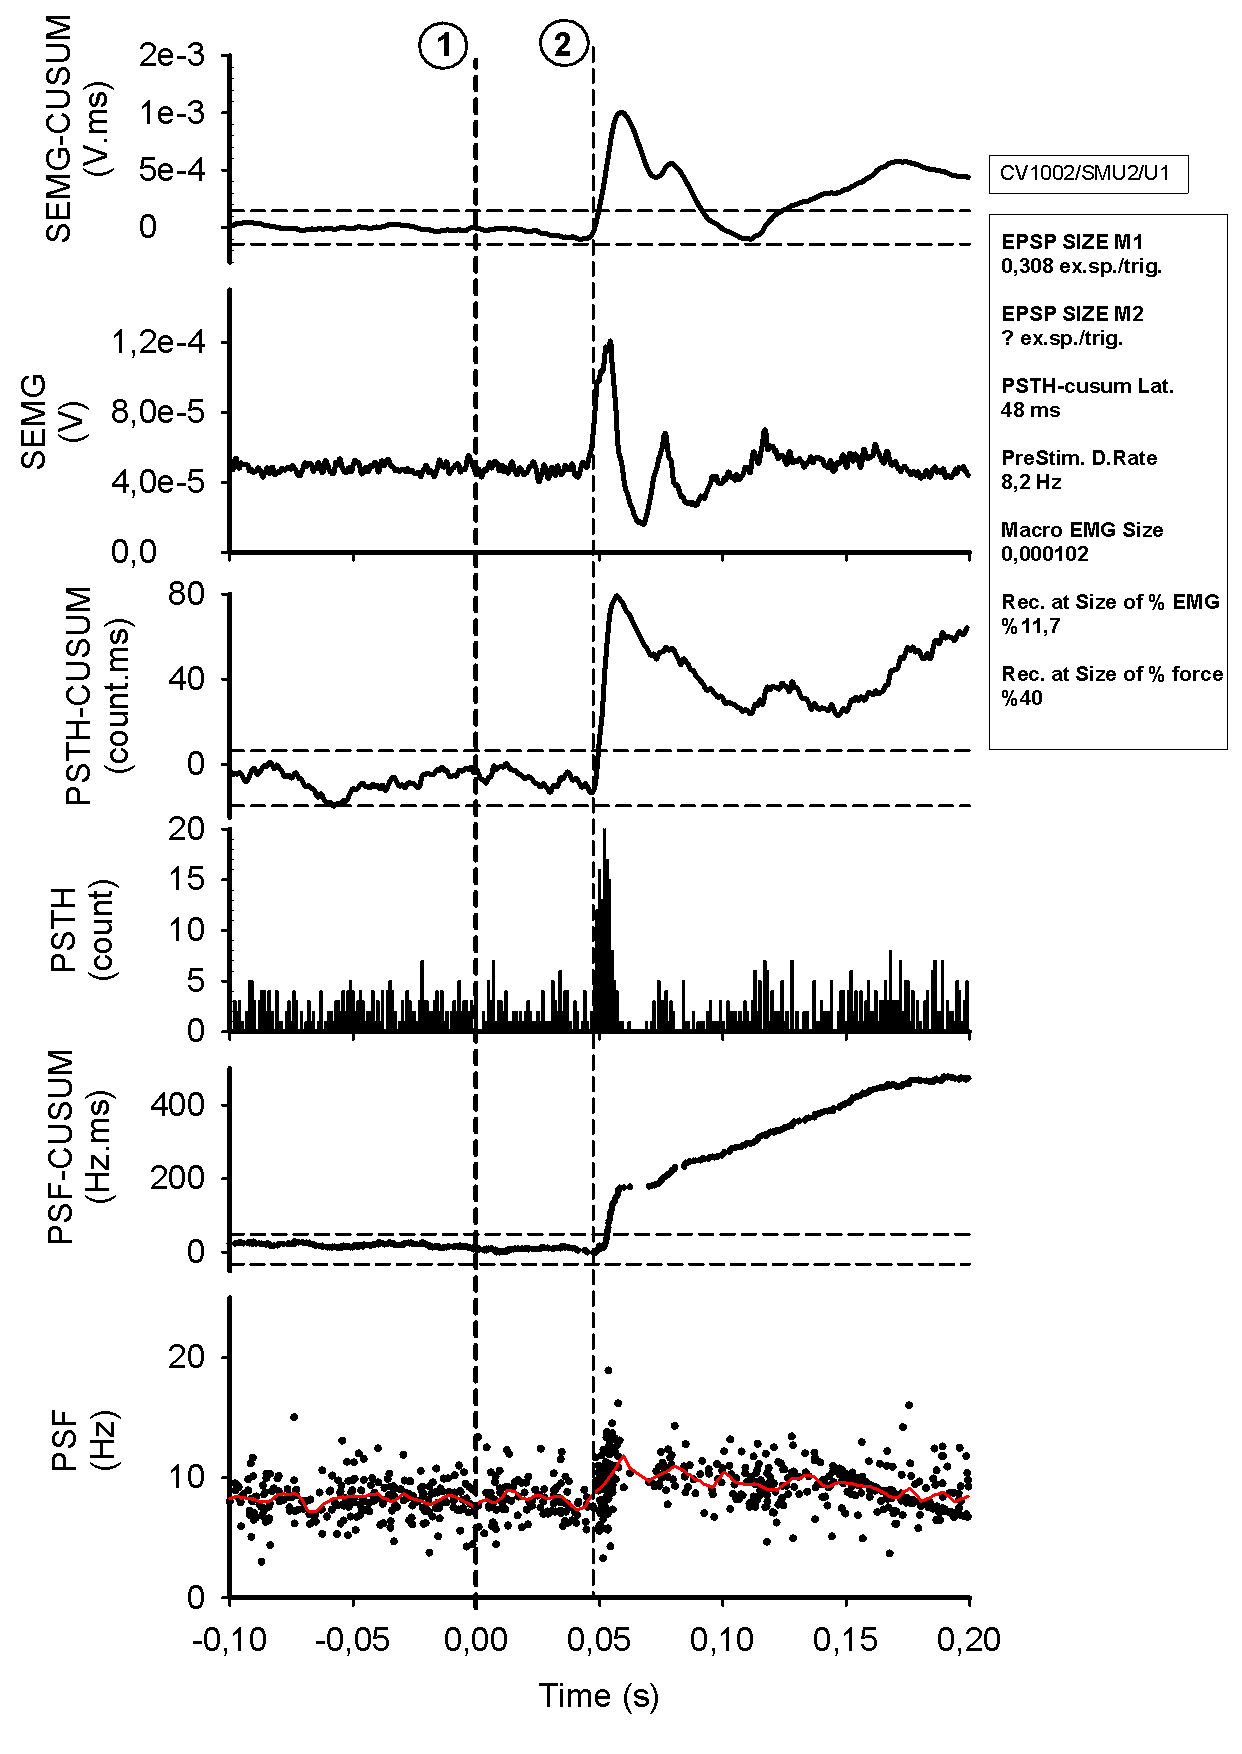 1
2
SEMG-CUSUM
(V.ms)
2e-3
1e-3
5e-4
0
CV1002/SMU2/U1
EPSP SIZE M1
0,308 ex.sp./trig.
EPSP SIZE M2
? ex.sp./trig.
PSTH-cusum Lat.
48 ms
PreStim. D.Rate
8,2 Hz
Macro EMG Size
0,000102
Rec. at Size of % EMG
%11,7
Rec. at Size of % force
%40
SEMG
(V)
1,2e-4
8,0e-5
4,0e-5
0,0
PSTH-CUSUM
(count.ms)
80
40
0
PSTH
(count)
20
15
10
5
0
PSF-CUSUM
(Hz.ms)
400
200
0
PSF
(Hz)
20
10
0
-0,10 -0,05 0,00 0,05 0,10 0,15 0,20
Time (s)